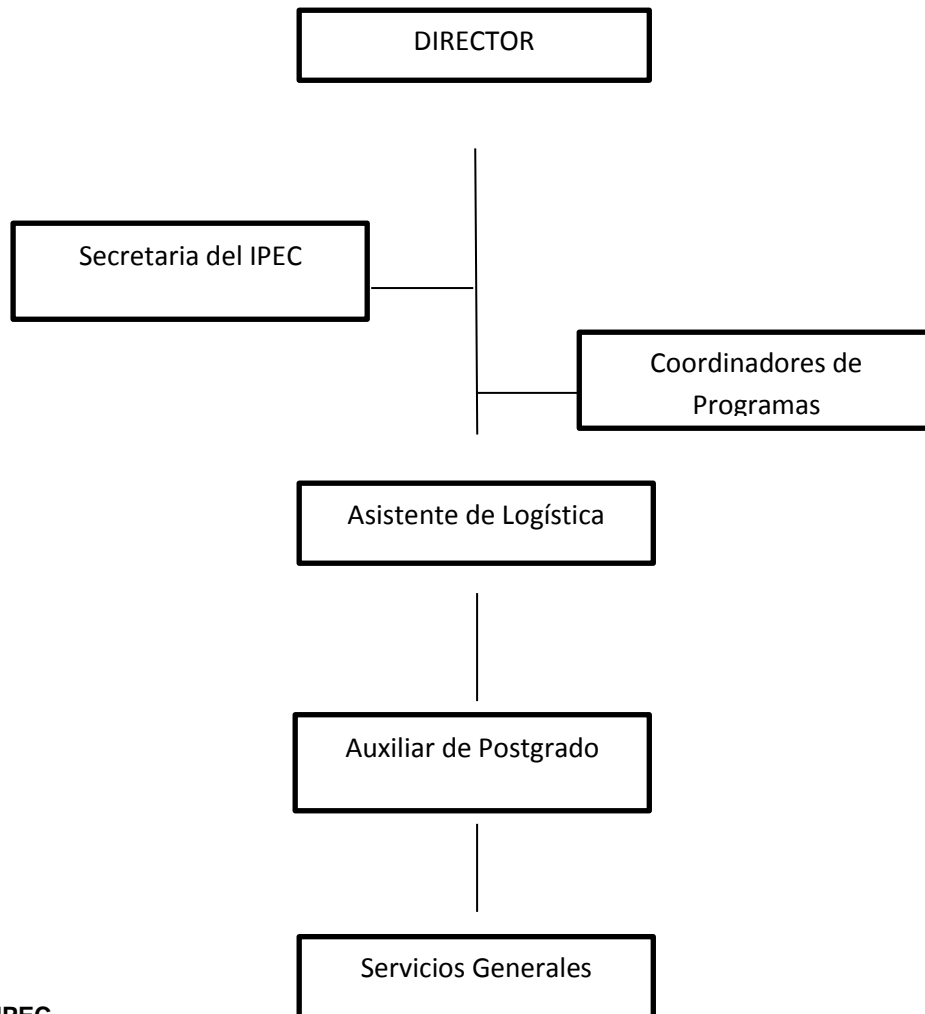 DIRECTOR
Secretaria del IPEC
Coordinadores de
Programas
Asistente de Logística
Auxiliar de Postgrado
Servicios Generales
IPEC